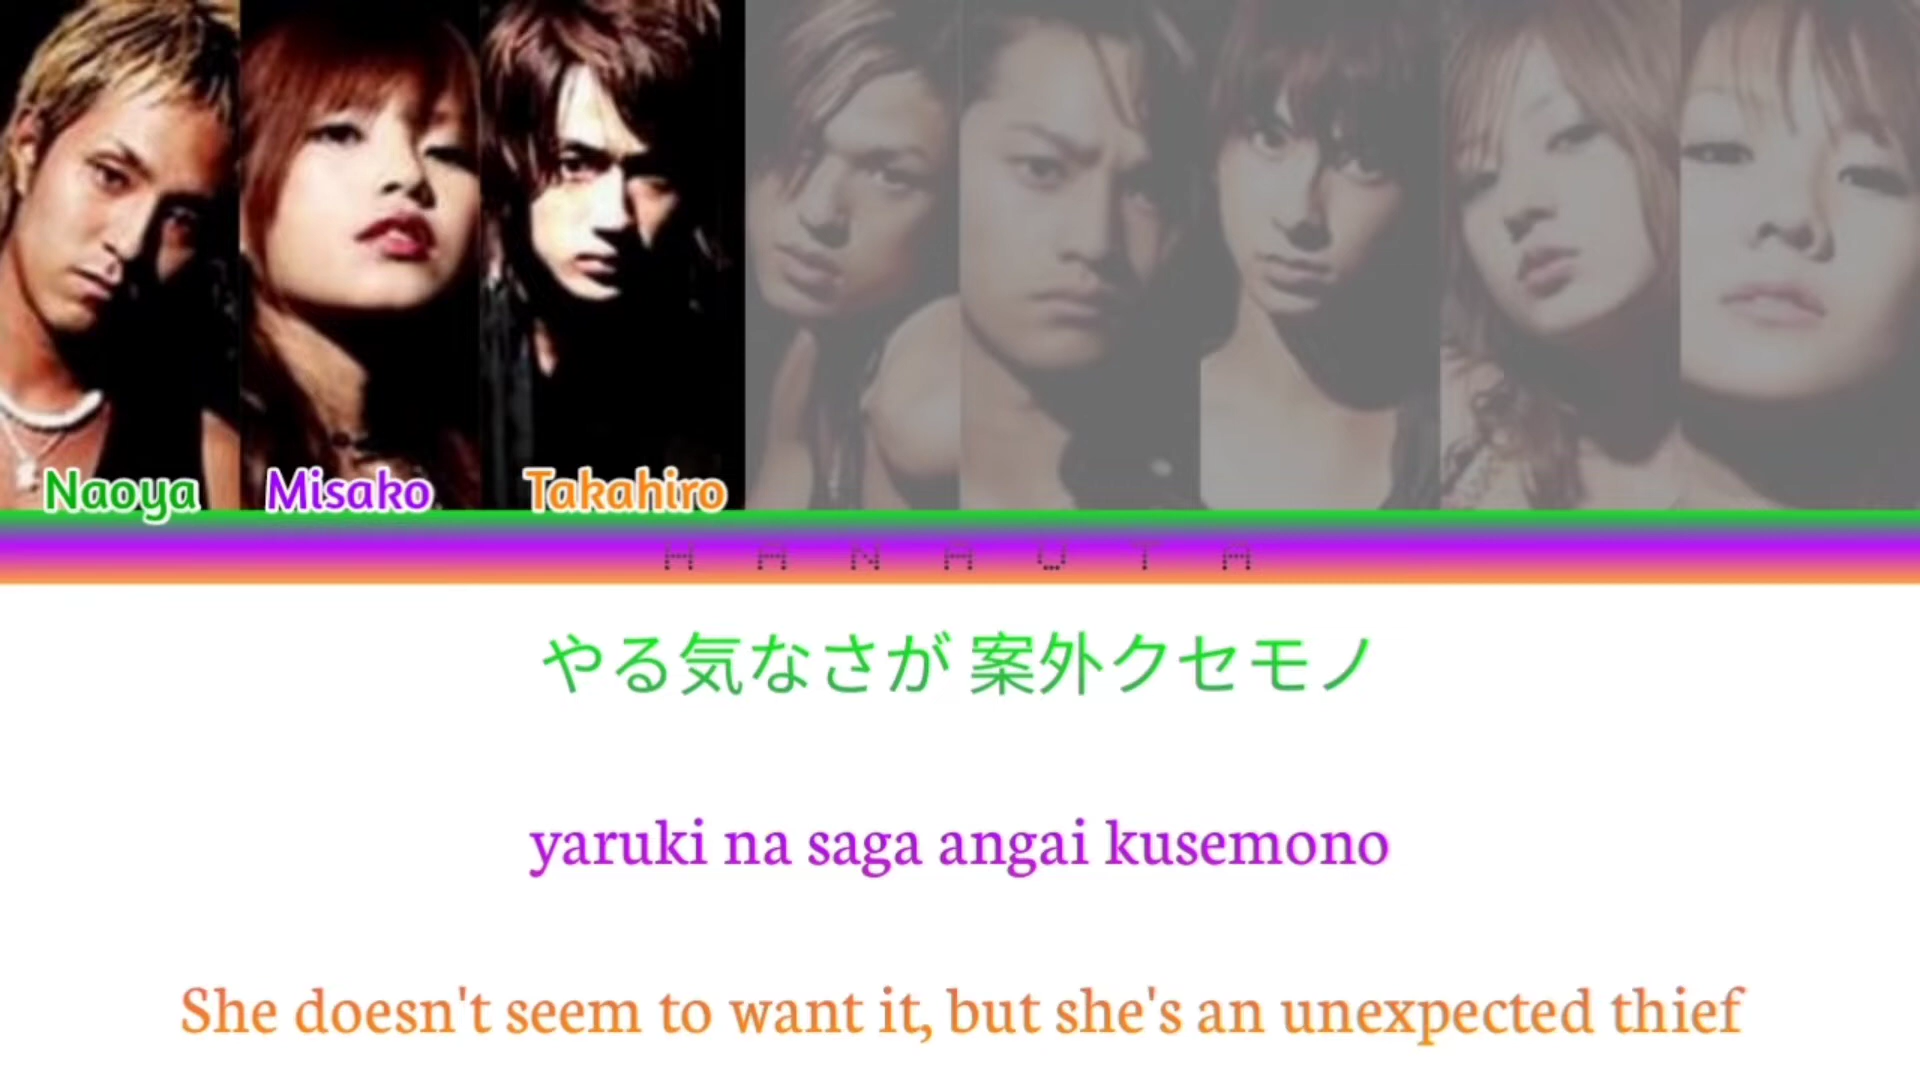 Naoya Misako Takahiro
HANAUTA
やる気なさが 案外クセモノ
yaruki na saga angai kusemono
She doesn't seem to want it, but she's an unexpected thief